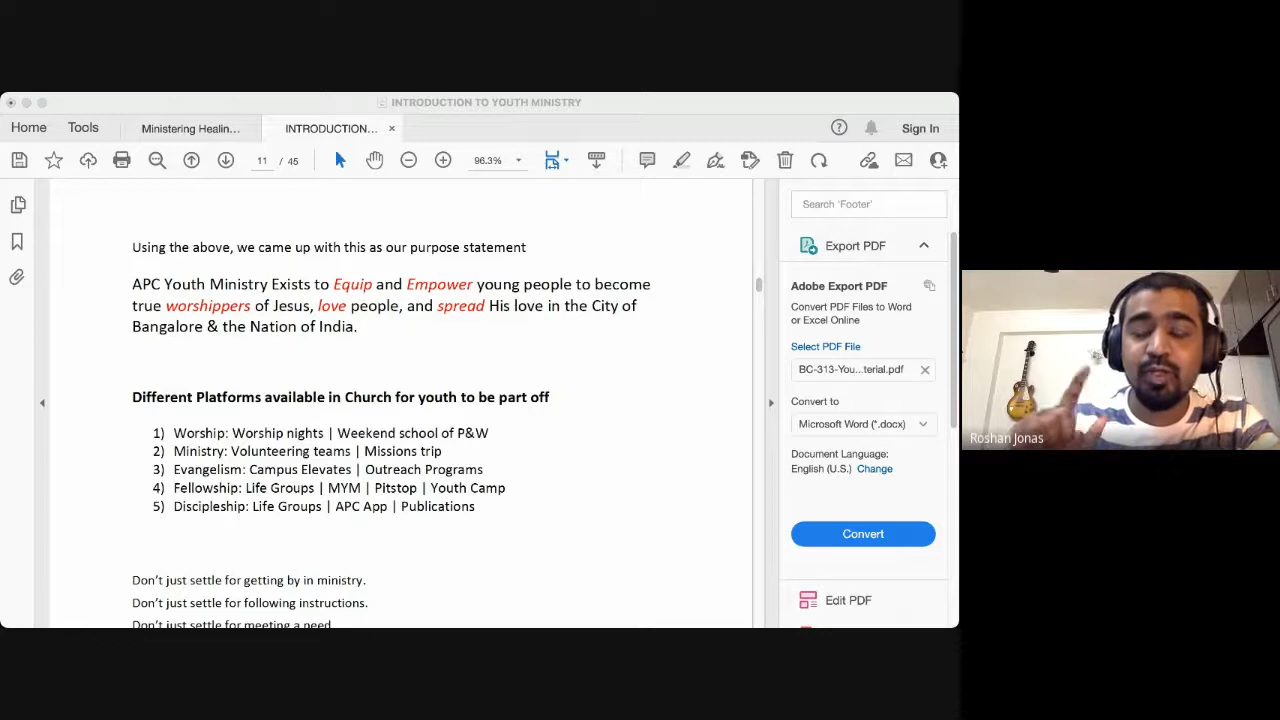 INTRODUCTION TO YOUTH MINISTRY
Home
Tools
Ministering Healin...
INTRODUCTION...
Sign In
11 / 45
96.3%
Using the above, we came up with this as our purpose statement
APC Youth Ministry Exists to Equip and Empower young people to become
true worshippers of Jesus, love people, and spread His love in the City of
Bangalore & the Nation of India.
Different Platforms available in Church for youth to be part off
1) Worship: Worship nights | Weekend school of P&W
2) Ministry: Volunteering teams | Missions trip
3) Evangelism: Campus Elevates | Outreach Programs
4) Fellowship: Life Groups | MYM | Pitstop | Youth Camp
5) Discipleship: Life Groups | APC App | Publications
Don't just settle for getting by in ministry.
Don't just settle for following instructions.
Don't just settle for meeting a need
Search 'Footer'
Export PDF
Adobe Export PDF
Convert PDF Files to Word
or Excel Online
Select PDF File
BC-313-You...terial.pdf
Convert to
Microsoft Word (*.docx)
Document Language:
English (U.S.) Change
Convert
Edit PDF
Roshan Jonas